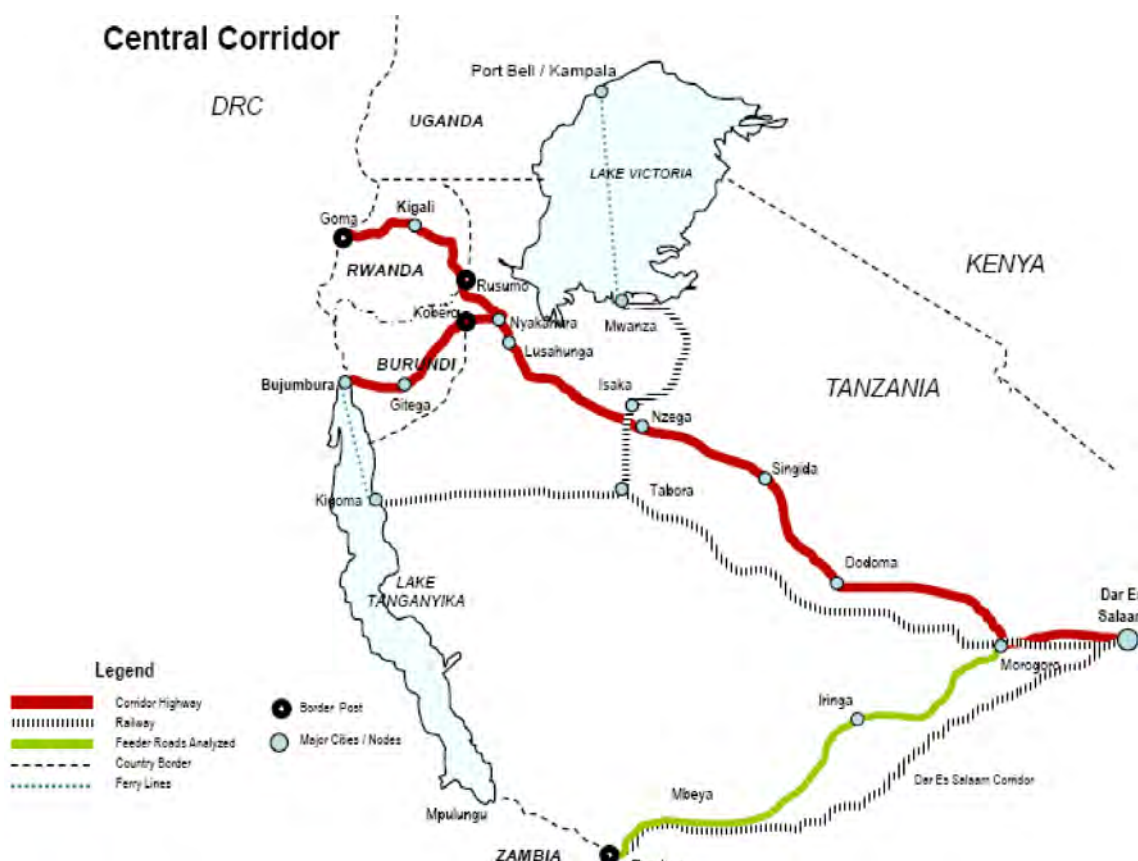 Central Corridor
DRC
UGANDA
Port Bell / Kampala
LAKE VICTORIA
KENYA
Goma
Kigali
RWANDA
Rusumo
Nyakahura
Lusahunga
Mwanza
BURUNDI
Bujumbura
Gitega
Isaka
Nzega
TANZANIA
Singida
Kigoma
Tabora
LAKE
TANGANYIKA
Dodoma
Dar Es
Salaam
Morogoro
Iringa
Mbeya
Dar Es Salaam Corridor
Mpulungu
ZAMBIA
Legend
Corridor Highway
Railway
Feeder Roads Analyzed
Country Border
Ferry Lines
Border Post
Major Cities / Nodes